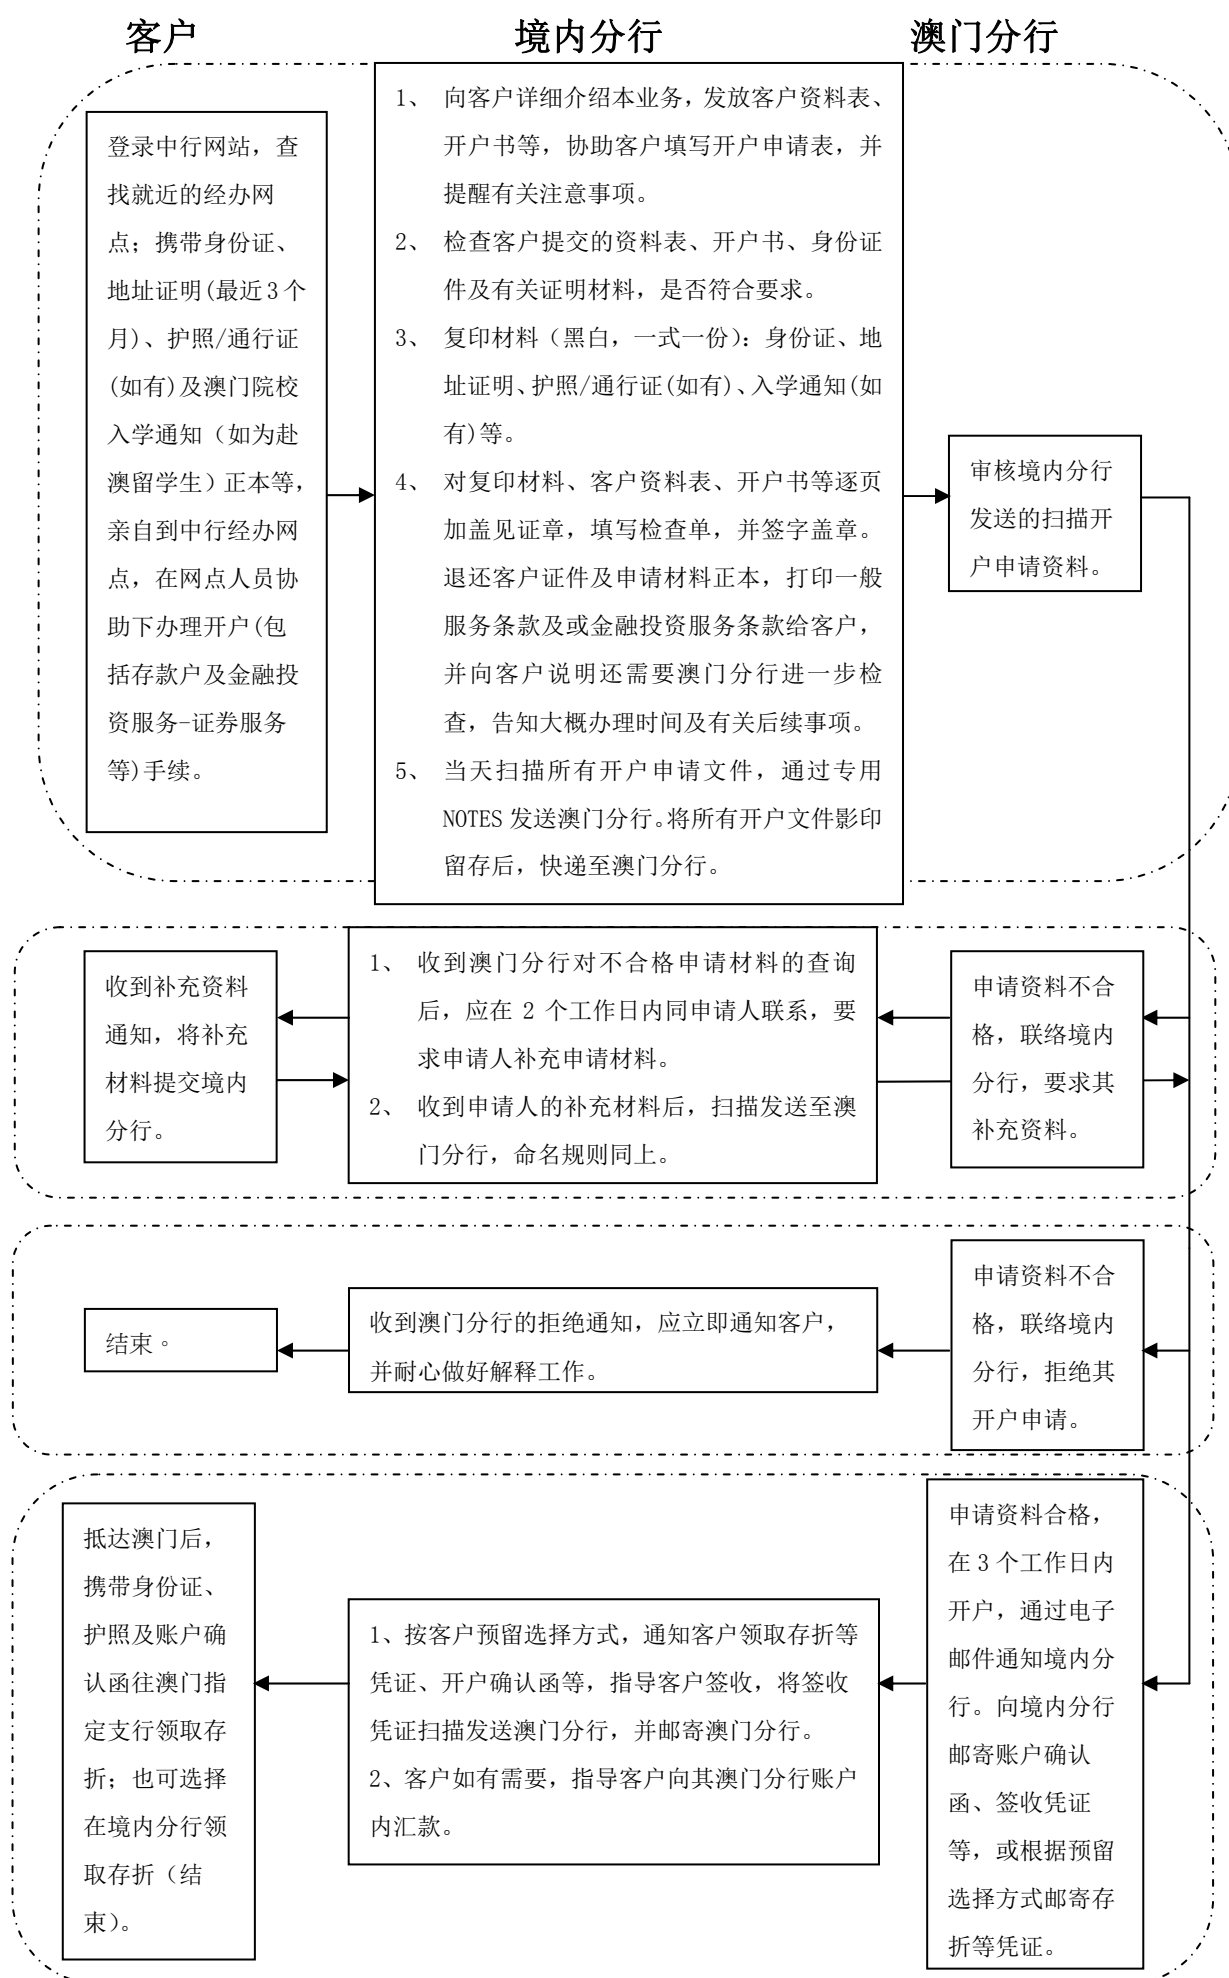 客户
境内分行
澳门分行
登录中行网站，查
找就近的经办网
点；携带身份证、
地址证明(最近3个
月)、护照/通行证
(如有)及澳门院校
入学通知（如为赴
澳留学生）正本等，
亲自到中行经办网
点，在网点人员协
助下办理开户(包
括存款户及金融投
资服务-证券服务
等)手续。
1、 向客户详细介绍本业务，发放客户资料表、
开户书等，协助客户填写开户申请表，并
提醒有关注意事项。
2、 检查客户提交的资料表、开户书、身份证
件及有关证明材料，是否符合要求。
3、 复印材料（黑白，一式一份）：身份证、地
址证明、护照/通行证(如有)、入学通知(如
有)等。
4、 对复印材料、客户资料表、开户书等逐页
加盖见证章，填写检查单，并签字盖章。
退还客户证件及申请材料正本，打印一般
服务条款及或金融投资服务条款给客户，
并向客户说明还需要澳门分行进一步检
查，告知大概办理时间及有关后续事项。
5、 当天扫描所有开户申请文件，通过专用
NOTES 发送澳门分行。将所有开户文件影印
留存后，快递至澳门分行。
审核境内分行
发送的扫描开
户申请资料。
收到补充资料
通知，将补充
材料提交境内
分行。
1、 收到澳门分行对不合格申请材料的查询
后，应在 2 个工作日内同申请人联系，要
求申请人补充申请材料。
2、 收到申请人的补充材料后，扫描发送至澳
门分行，命名规则同上。
申请资料不合
格，联络境内
分行，要求其
补充资料。
结束。
收到澳门分行的拒绝通知，应立即通知客户，
并耐心做好解释工作。
申请资料不合
格，联络境内
分行，拒绝其
开户申请。
抵达澳门后，
携带身份证、
护照及账户确
认函往澳门指
定支行领取存
折；也可选择
在境内分行领
取存折（结
束）。
1、按客户预留选择方式，通知客户领取存折等
凭证、开户确认函等，指导客户签收，将签收
凭证扫描发送澳门分行，并邮寄澳门分行。
2、客户如有需要，指导客户向其澳门分行账户
内汇款。
申请资料合格，
在 3 个工作日内
开户，通过电子
邮件通知境内分
行。向境内分行
邮寄账户确认
函、签收凭证
等，或根据预留
选择方式邮寄存
折等凭证。